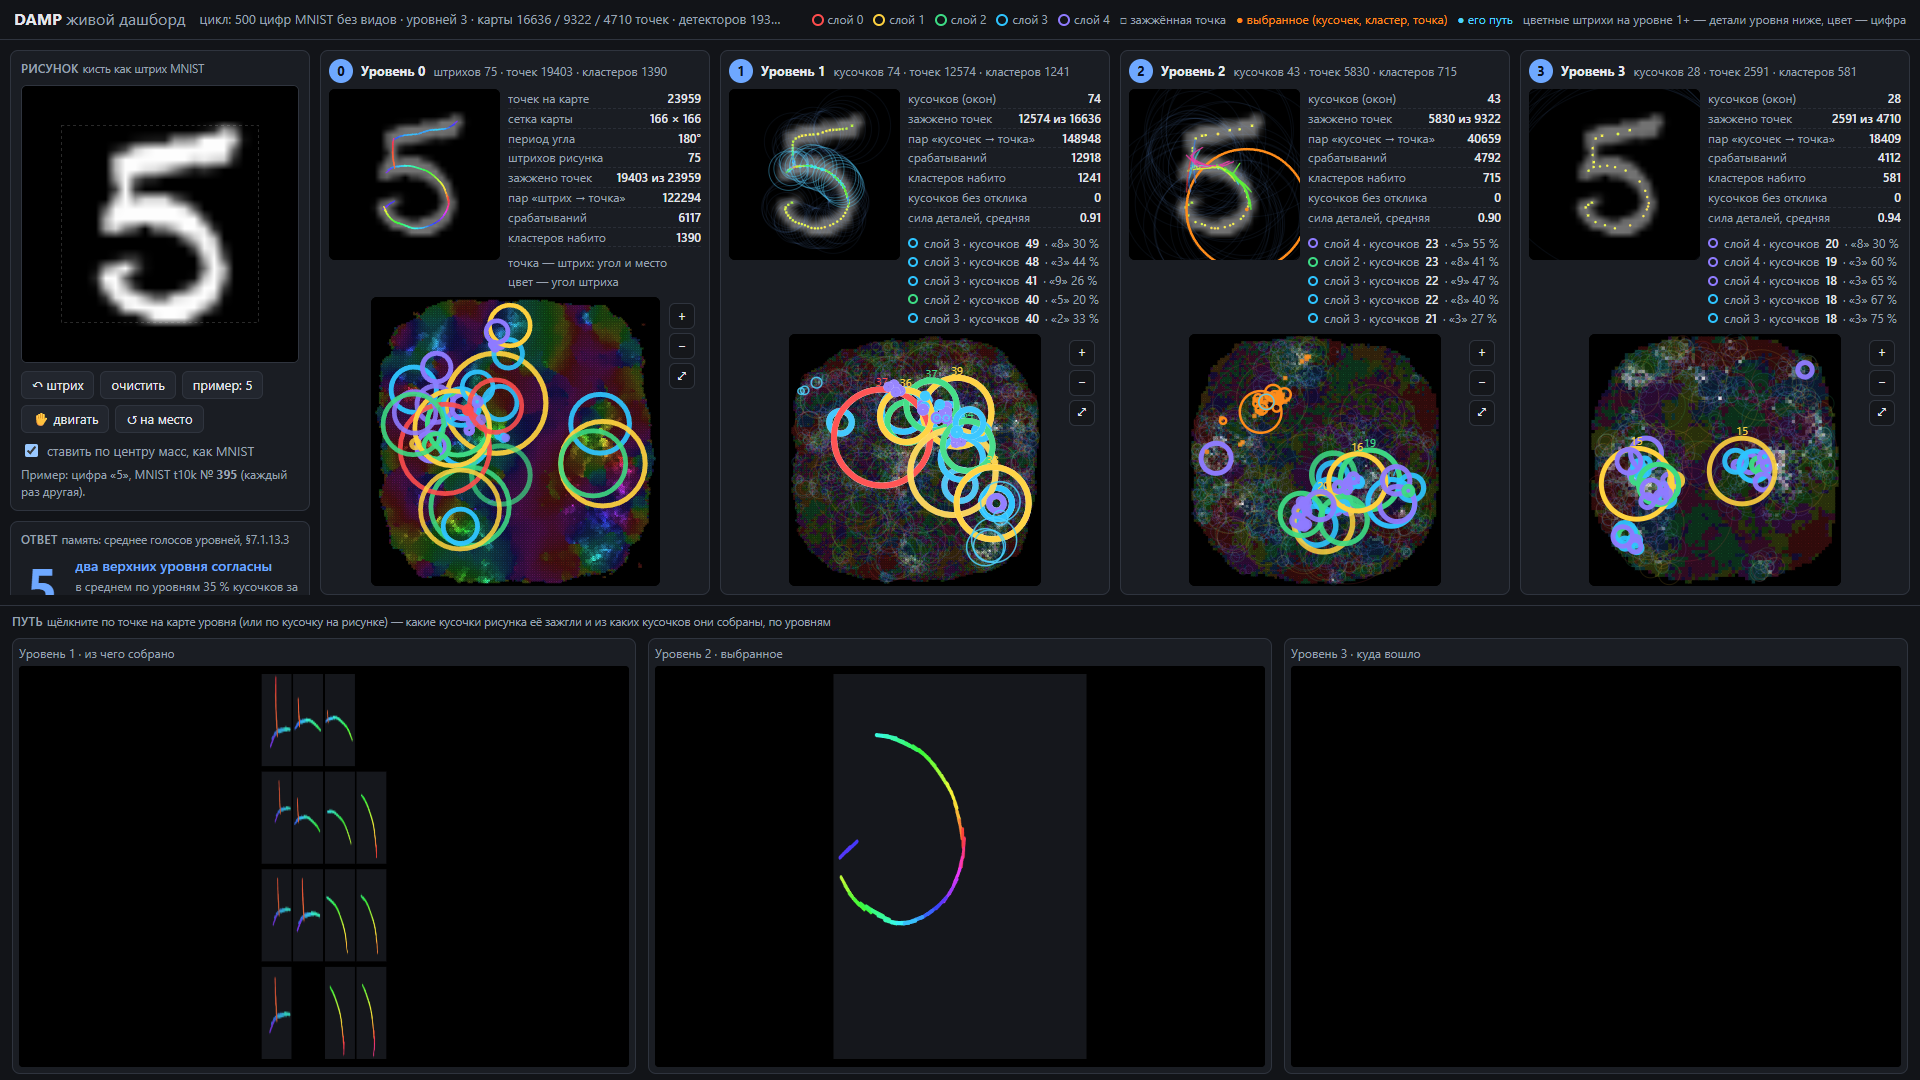 DAMP живой дашборд
цикл: 500 цифр MNIST без видов · уровней 3 · карты 16636 / 9322 / 4710 точек · детекторов 193...
слой 0 слой 1 слой 2 слой 3 слой 4 зажжённая точка выбранное (кусочек, кластер, точка) его путь цветные штрихи на уровне 1+ — детали уровня ниже, цвет — цифра
РИСУНОК кисть как штрих MNIST
↶ штрих очистить пример: 5
двигать ↺ на место
ставить по центру масс, как MNIST
Пример: цифра «5», MNIST t10k № 395 (каждый
раз другая).
ОТВЕТ память: среднее голосов уровней, §7.1.13.3
5
два верхних уровня согласны
в среднем по уровням 35 % кусочков за
0 Уровень 0 штрихов 75 · точек 19403 · кластеров 1390
точек на карте 23959
сетка карты 166 × 166
период угла 180°
штрихов рисунка 75
зажжено точек 19403 из 23959
пар «штрих → точка» 122294
срабатываний 6117
кластеров набито 1390
точка — штрих: угол и место
цвет — угол штриха
+
−
⤢
1 Уровень 1 кусочков 74 · точек 12574 · кластеров 1241
кусочков (окон) 74
зажжено точек 12574 из 16636
пар «кусочек → точка» 148948
срабатываний 12918
кластеров набито 1241
кусочков без отклика 0
сила деталей, средняя 0.91
слой 3 · кусочков 49 · «8» 30 %
слой 3 · кусочков 48 · «3» 44 %
слой 3 · кусочков 41 · «9» 26 %
слой 2 · кусочков 40 · «5» 20 %
слой 3 · кусочков 40 · «2» 33 %
36 37 39
+
−
⤢
2 Уровень 2 кусочков 43 · точек 5830 · кластеров 715
кусочков (окон) 43
зажжено точек 5830 из 9322
пар «кусочек → точка» 40659
срабатываний 4792
кластеров набито 715
кусочков без отклика 0
сила деталей, средняя 0.90
слой 4 · кусочков 23 · «5» 55 %
слой 2 · кусочков 23 · «8» 41 %
слой 3 · кусочков 22 · «9» 47 %
слой 3 · кусочков 22 · «8» 40 %
слой 3 · кусочков 21 · «3» 27 %
16 19
+
−
⤢
3 Уровень 3 кусочков 28 · точек 2591 · кластеров 581
кусочков (окон) 28
зажжено точек 2591 из 4710
пар «кусочек → точка» 18409
срабатываний 4112
кластеров набито 581
кусочков без отклика 0
сила деталей, средняя 0.94
слой 4 · кусочков 20 · «8» 30 %
слой 4 · кусочков 19 · «3» 60 %
слой 4 · кусочков 18 · «3» 65 %
слой 3 · кусочков 18 · «3» 67 %
слой 3 · кусочков 18 · «3» 75 %
15 15
+
−
⤢
ПУТЬ щёлкните по точке на карте уровня (или по кусочку на рисунке) — какие кусочки рисунка её зажгли и из каких кусочков они собраны, по уровням
Уровень 1 · из чего собрано
Уровень 2 · выбранное
Уровень 3 · куда вошло